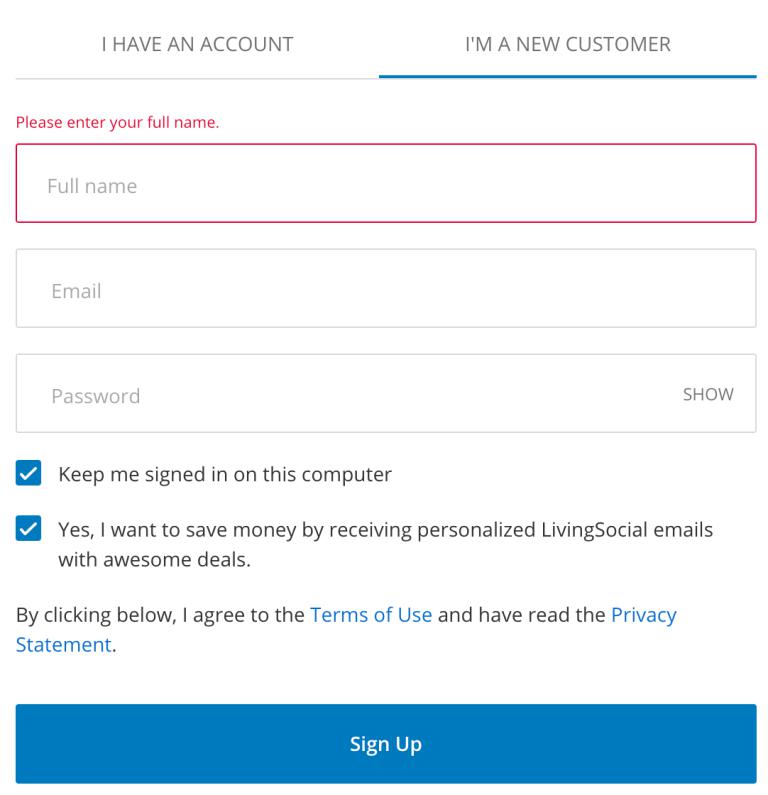 I HAVE AN ACCOUNT
I'M A NEW CUSTOMER
Please enter your full name.
Full name
Email
Password
SHOW
Keep me signed in on this computer
Yes, I want to save money by receiving personalized LivingSocial emails
with awesome deals.
By clicking below, I agree to the Terms of Use and have read the Privacy
Statement.
Sign Up